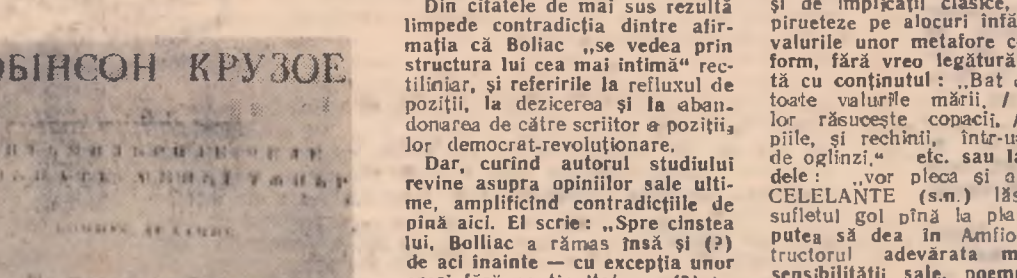 ОБІНСОН КРУЗОЕ
Din citatele de mai sus rezultă
limpede contradicția dintre afir-
mația că Boliac „se vedea prin
structura lui cea mai intimă“ rec-
tiliniar, și referirile la refluxul de
poziții, la dezicerea și la aban-
donarea de către scriitor a poziții,
lor democrat-revoluționare.
Dar, curînd autorul studiului
revine asupra opiniilor sale ulti-
me, amplificînd contradicțiile de
pînă aici. El scrie: „Spre cinstea
lui, Bolliac a rămas însă și (?)
de aci înainte — cu excepția unor
și de implicații clasice,
pirueteze pe alocuri înfă
valurile unor metafore c
form, fără vreo legătură
tă cu conținutul: „Bat
toate valurile mării, /
lor răsucește copacii, /
piile, și rechinii, într-u
de oglinzi.“ etc. sau la
dele: „vor pleca și a
CELELANTE (s.n.) lăs
sufletul gol pînă la pla
putea să dea în Amfio
tructorul adevărata m
sensibilității sale, poem